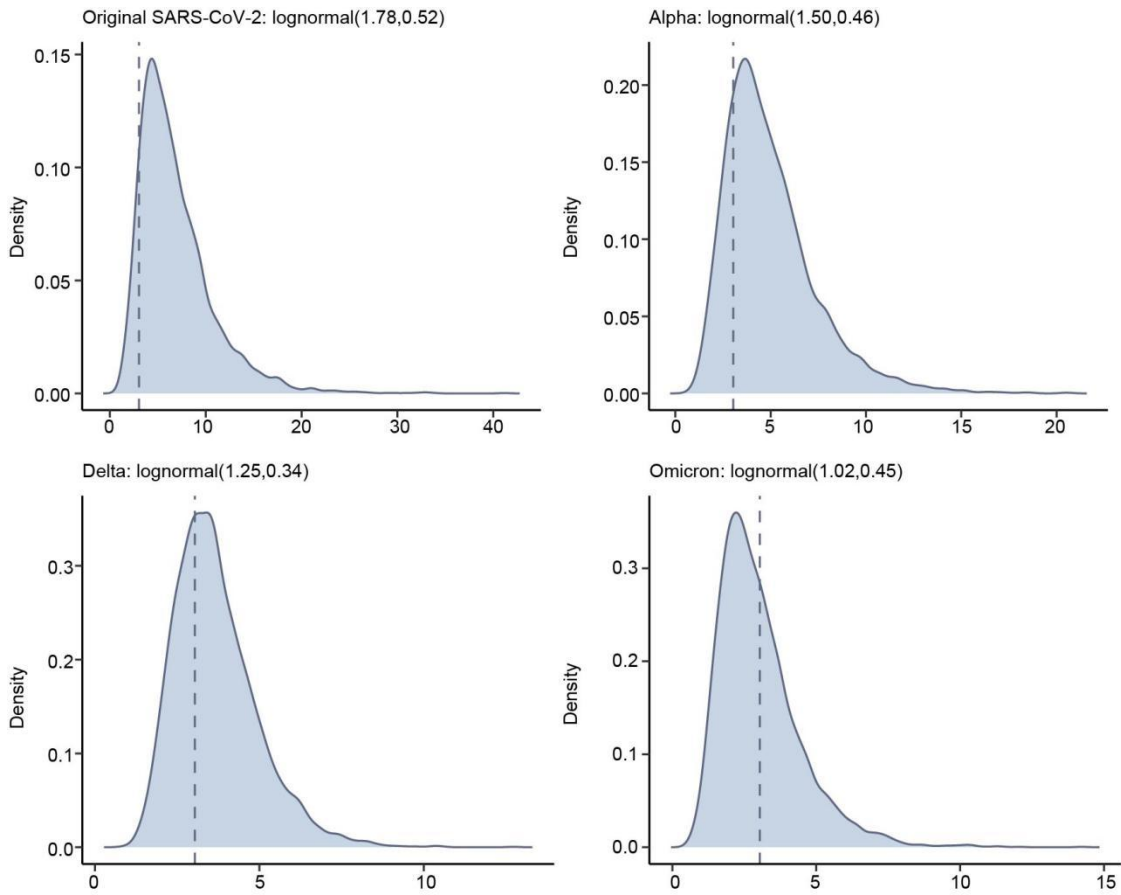 Original SARS-CoV-2: lognormal(1.78,0.52)
Density
0.15
0.10
0.05
0.00
0 10 20 30 40
Alpha: lognormal(1.50,0.46)
Density
0.20
0.15
0.10
0.05
0.00
0 5 10 15 20
Delta: lognormal(1.25,0.34)
Density
0.3
0.2
0.1
0.0
0 5 10
Omicron: lognormal(1.02,0.45)
Density
0.3
0.2
0.1
0.0
0 5 10 15